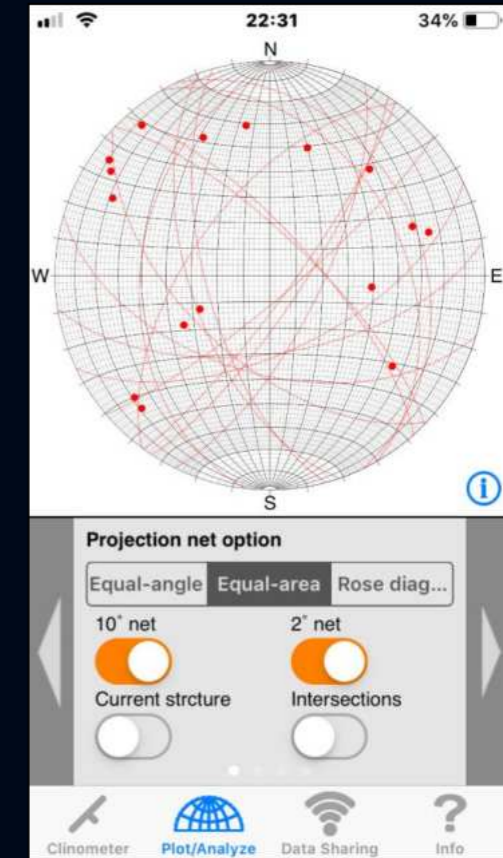 22:31 34%
N
W E
S
i
Projection net option
Equal-angle Equal-area Rose diag...
10° net 2° net
Current strcture Intersections
Clinometer Plot/Analyze Data Sharing ? Info